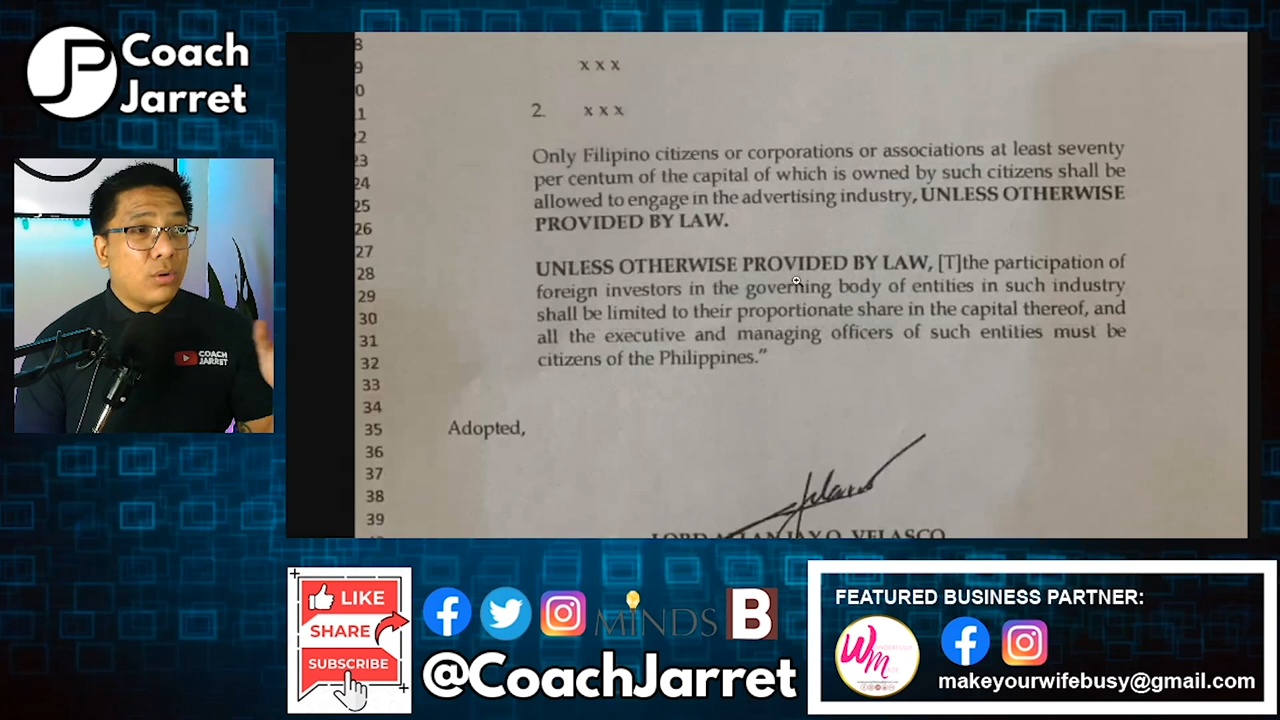 Coach
Jarret
8
9
0
1
22
23
24
25
26
27
28
29
30
31
32
33
34
35
36
37
38
39
x x x
2. x x x
Only Filipino citizens or corporations or associations at least seventy
per centum of the capital of which is owned by such citizens shall be
allowed to engage in the advertising industry, UNLESS OTHERWISE
PROVIDED BY LAW.
UNLESS OTHERWISE PROVIDED BY LAW, [T]the participation of
foreign investors in the governing body of entities in such industry
shall be limited to their proportionate share in the capital thereof, and
all the executive and managing officers of such entities must be
citizens of the Philippines.”
Adopted,
VELASCO
COACH
JARRET
LIKE
SHARE
SUBSCRIBE
MINDS B
@CoachJarret
FEATURED BUSINESS PARTNER:
WM
makeyourwifebusy@gmail.com